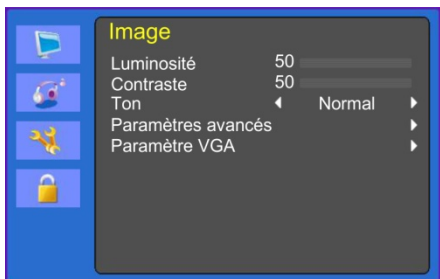 Image
Luminosité 50
Contraste 50
Ton Normal
Paramètres avancés
Paramètre VGA